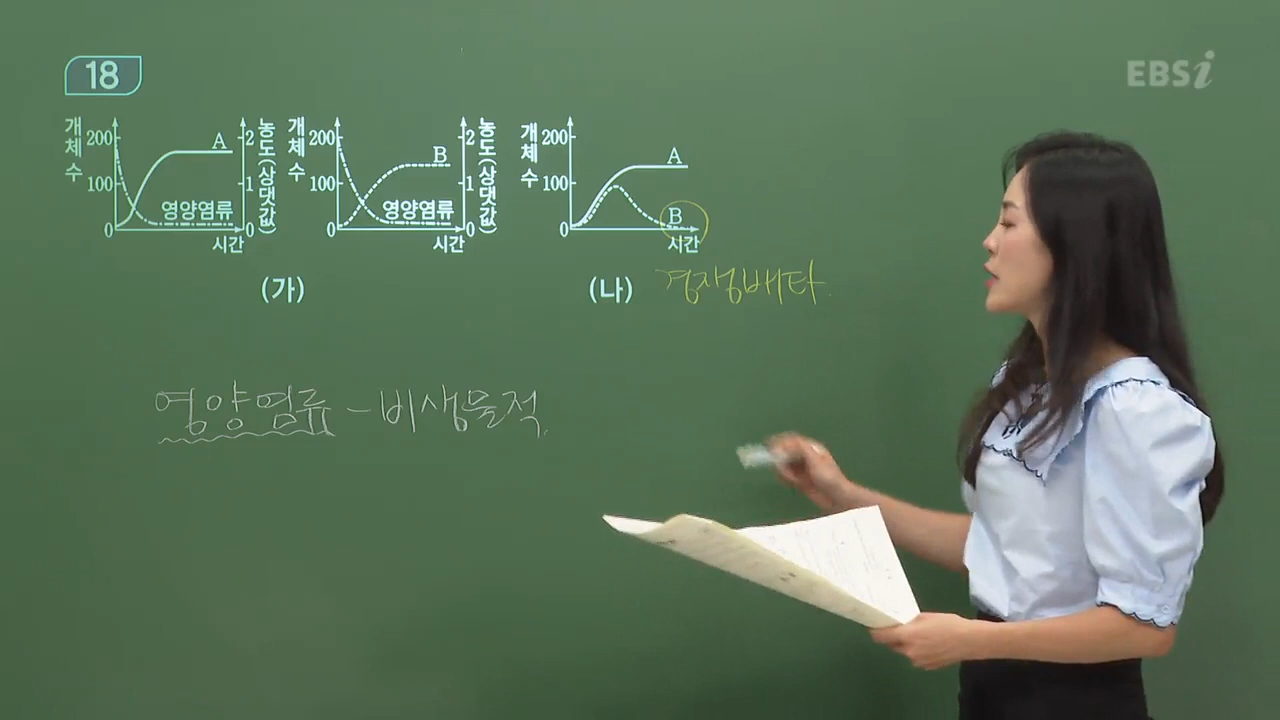 18
EBSi
개체수 200 100 0 A 영양염류 시간 2 1 0 농도(상댓값)
개체수 200 100 0 B 영양염류 시간 2 1 0 농도(상댓값)
개체수 200 100 0 A B 시간
(가)
(나) 경쟁배타
영양염류 - 비생물적